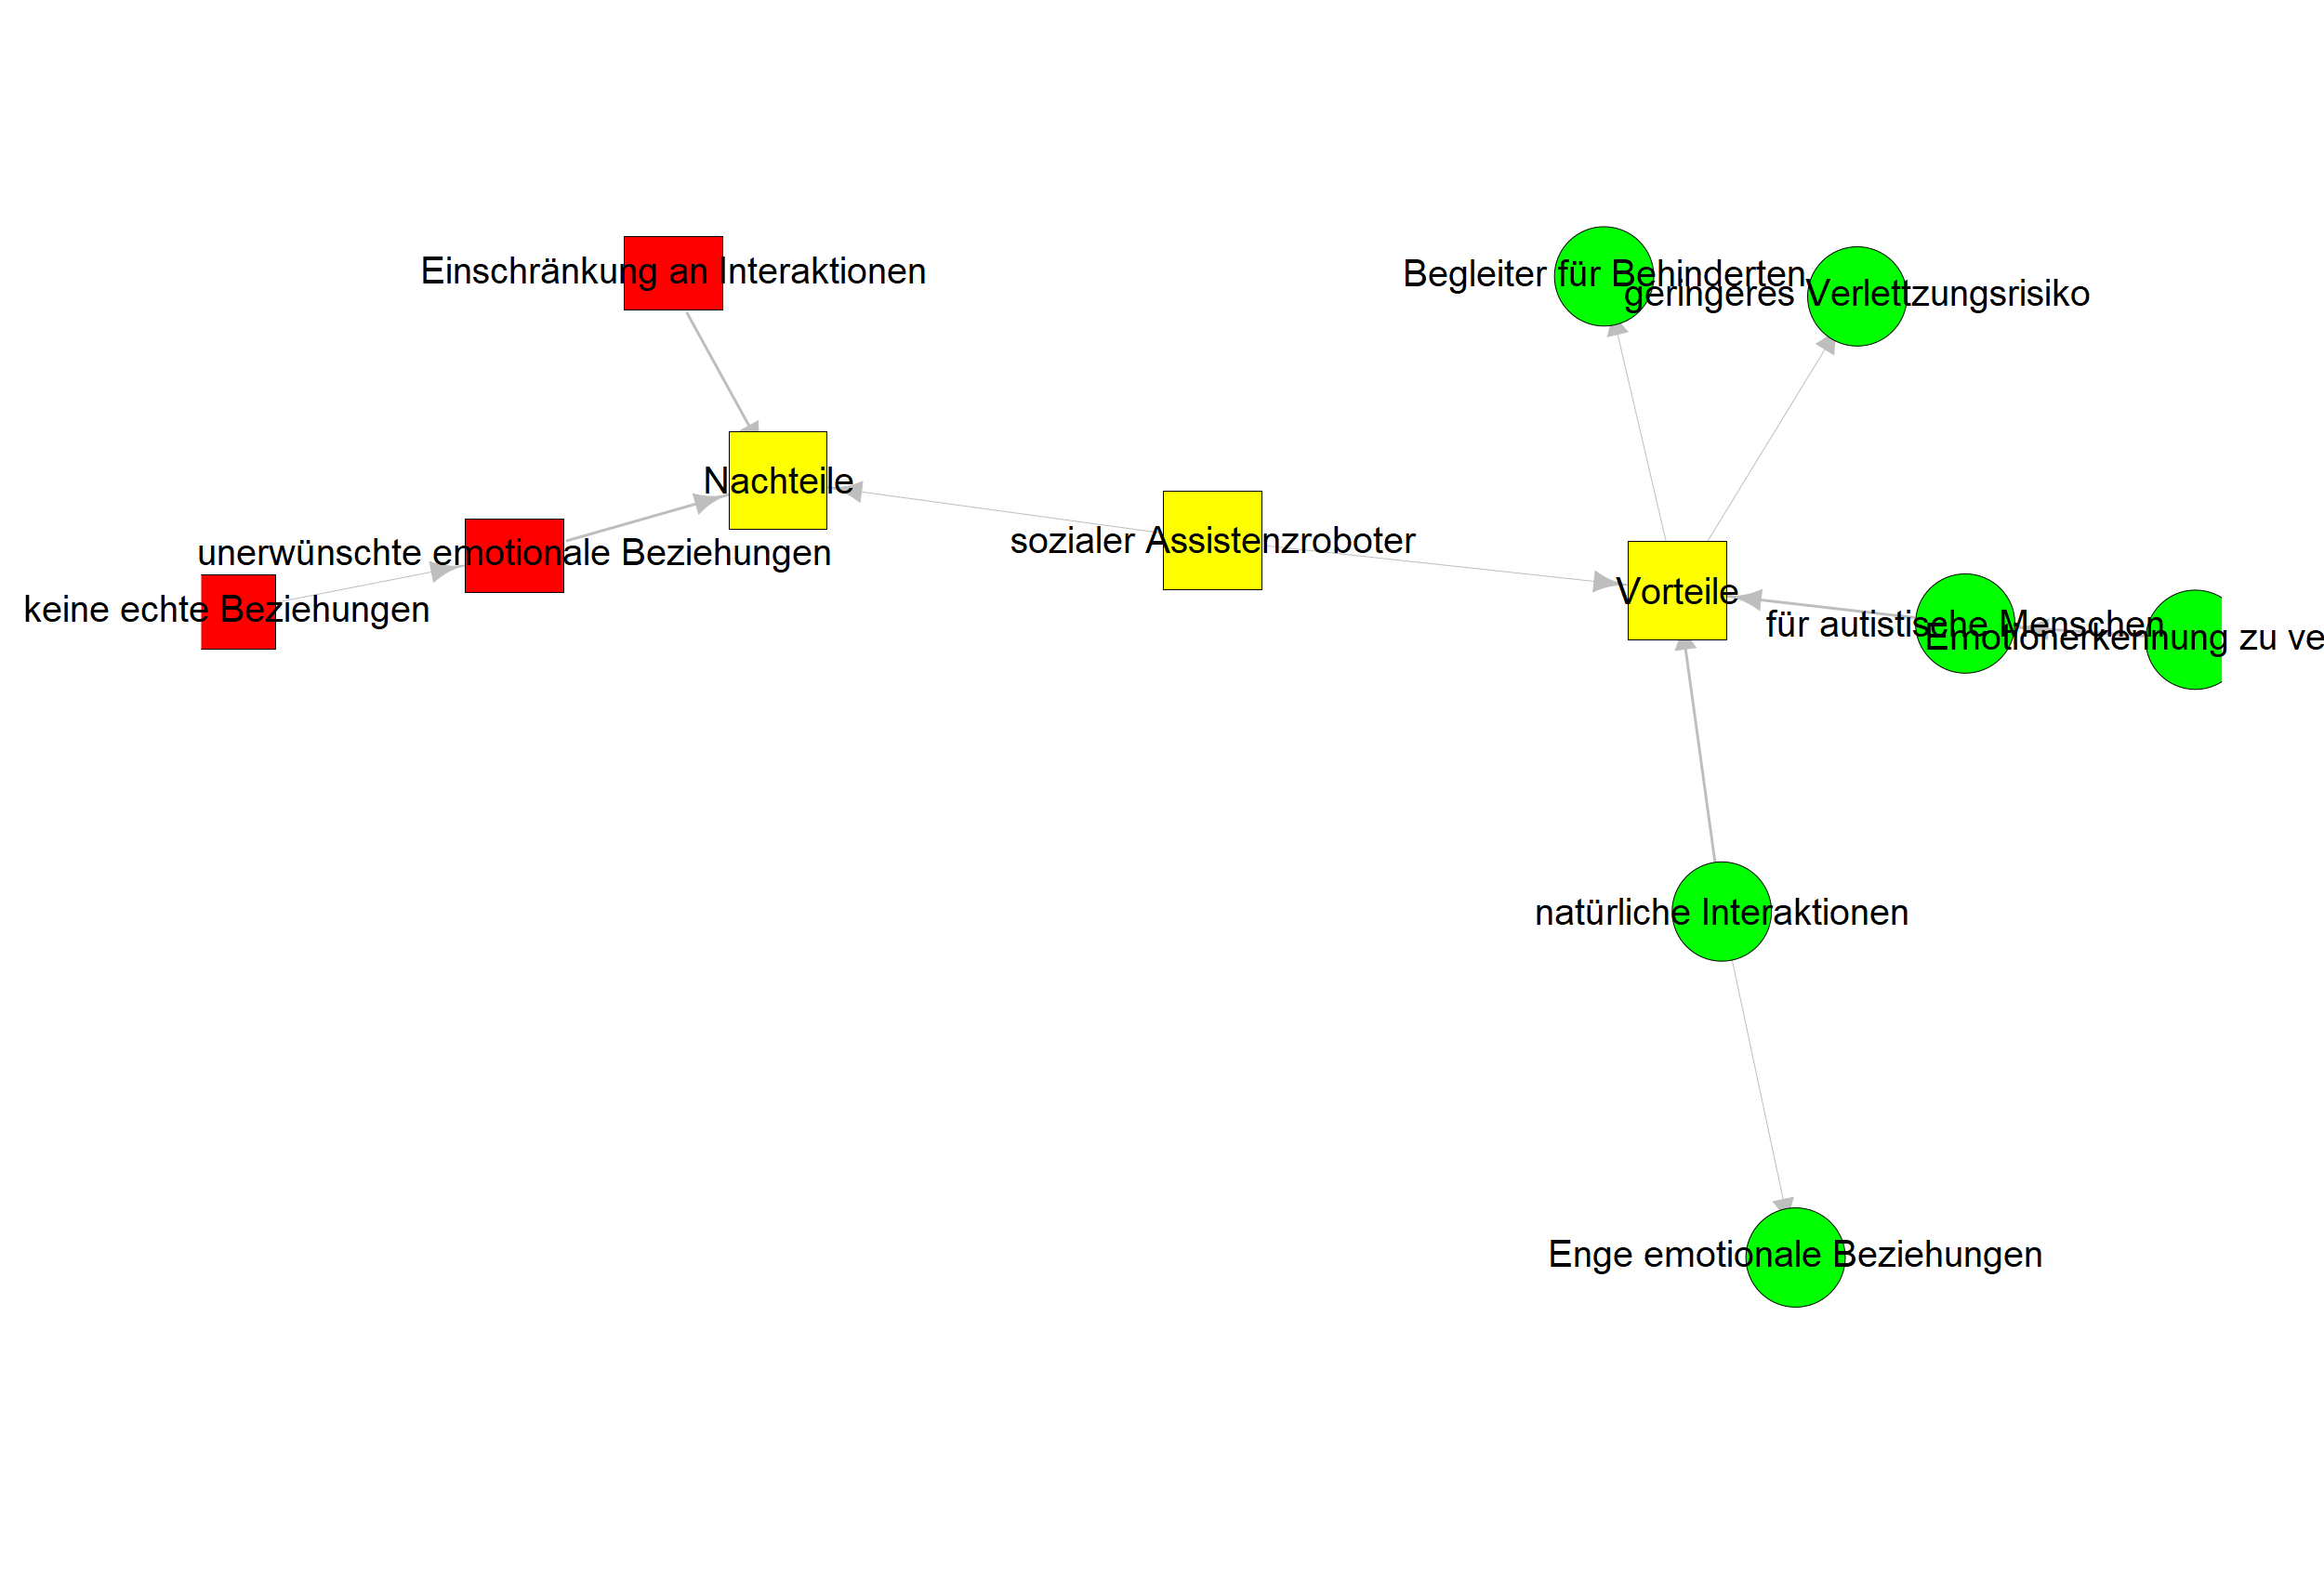 Einschränkung an Interaktionen
Begleiter für Behinderten
geringeres Verlettzungsrisiko
Nachteile
sozialer Assistenzroboter
unerwünschte emotionale Beziehungen
keine echte Beziehungen
Vorteile
für autistische Menschen
Emotionerkennung zu ve
natürliche Interaktionen
Enge emotionale Beziehungen